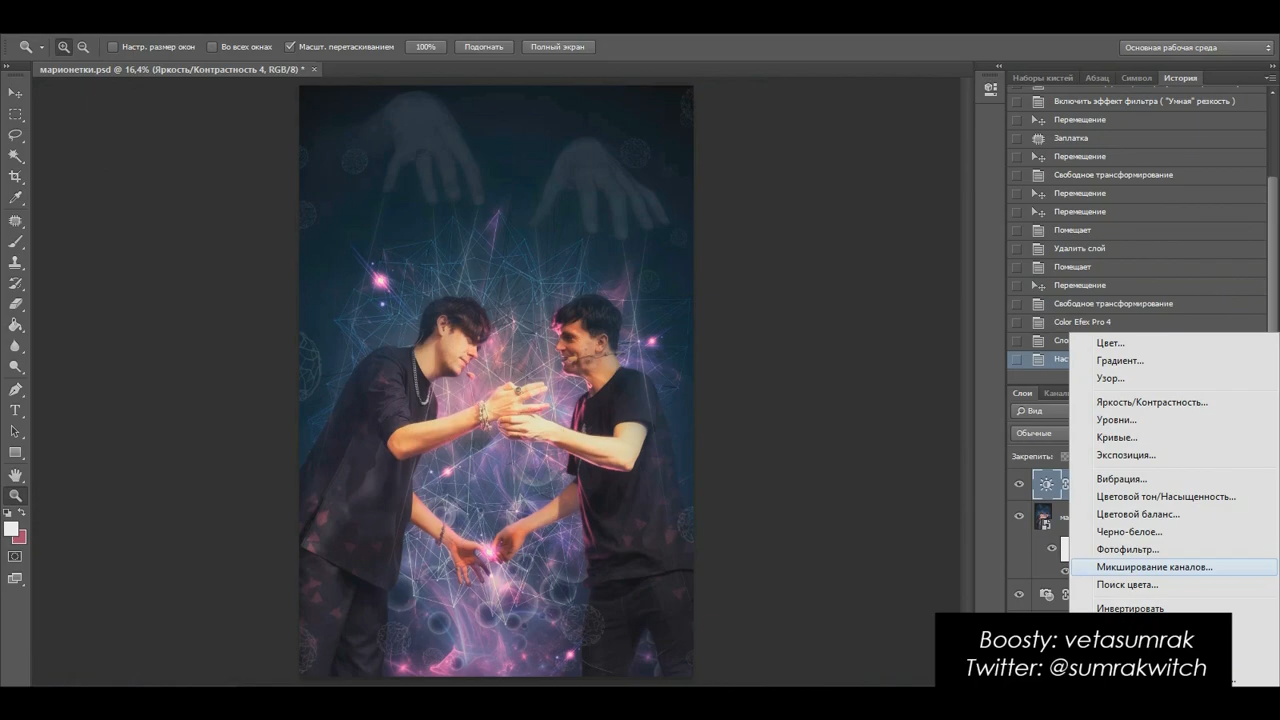 Настр. размер окон
Во всех окнах
Масшт. перетаскиванием
100%
Подогнать
Полный экран
Основная рабочая среда
марионетки.psd @ 16,4% (Яркость/Контрастность 4, RGB/8) *
Наборы кистей
Абзац
Символ
История
Включить эффект фильтра ( "Умная" резкость )
Перемещение
Заплатка
Перемещение
Свободное трансформирование
Перемещение
Перемещение
Помещает
Удалить слой
Помещает
Перемещение
Свободное трансформирование
Color Efex Pro 4
Сло
Нас
Слои
Канал
Вид
Обычные
Закрепить:
Цвет...
Градиент...
Узор...
Яркость/Контрастность...
Уровни...
Кривые...
Экспозиция...
Вибрация...
Цветовой тон/Насыщенность...
Цветовой баланс...
Черно-белое...
Фотофильтр...
Микширование каналов...
Поиск цвета...
Инвертировать
Boosty: vetasumrak
Twitter: @sumrakwitch